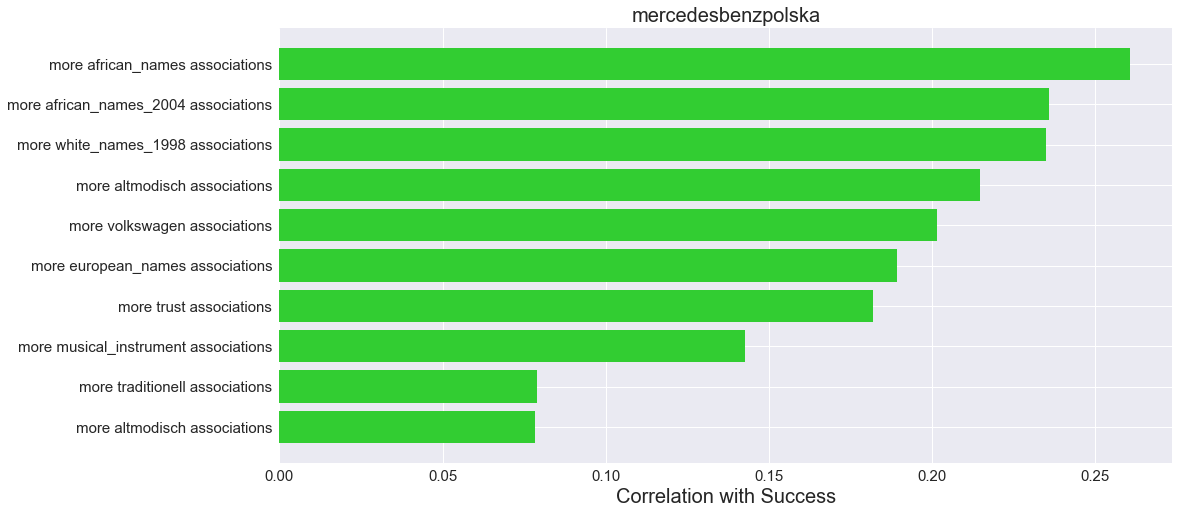 mercedesbenzpolska
more african_names associations
more african_names_2004 associations
more white_names_1998 associations
more altmodisch associations
more volkswagen associations
more european_names associations
more trust associations
more musical_instrument associations
more traditionell associations
more altmodisch associations
0.00 0.05 0.10 0.15 0.20 0.25
Correlation with Success